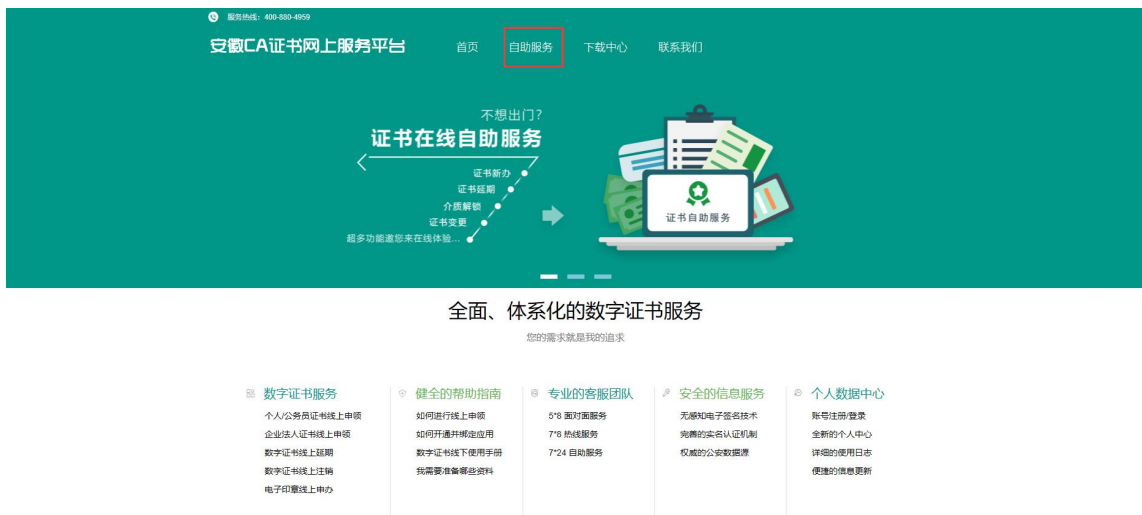 服务热线：400-880-4959
安徽CA证书网上服务平台
首页 自助服务 下载中心 联系我们
不想出门？
证书在线自助服务
证书新办
证书延期
介质解锁
证书变更
超多功能邀您来在线体验...
证书自助服务
全面、体系化的数字证书服务
您的需求就是我的追求
数字证书服务
个人/公务员证书线上申领
企业法人证书线上申领
数字证书线上延期
数字证书线上注销
电子印章线上申办
健全的帮助指南
如何进行线上申领
如何开通并绑定应用
数字证书线下使用手册
我需要准备哪些资料
专业的客服团队
5*8 面对面服务
7*8 热线服务
7*24 自助服务
安全的信息服务
无感知电子签名技术
完善的实名认证机制
权威的公安数据源
个人数据中心
账号注册/登录
全新的个人中心
详细的使用日志
便捷的信息更新